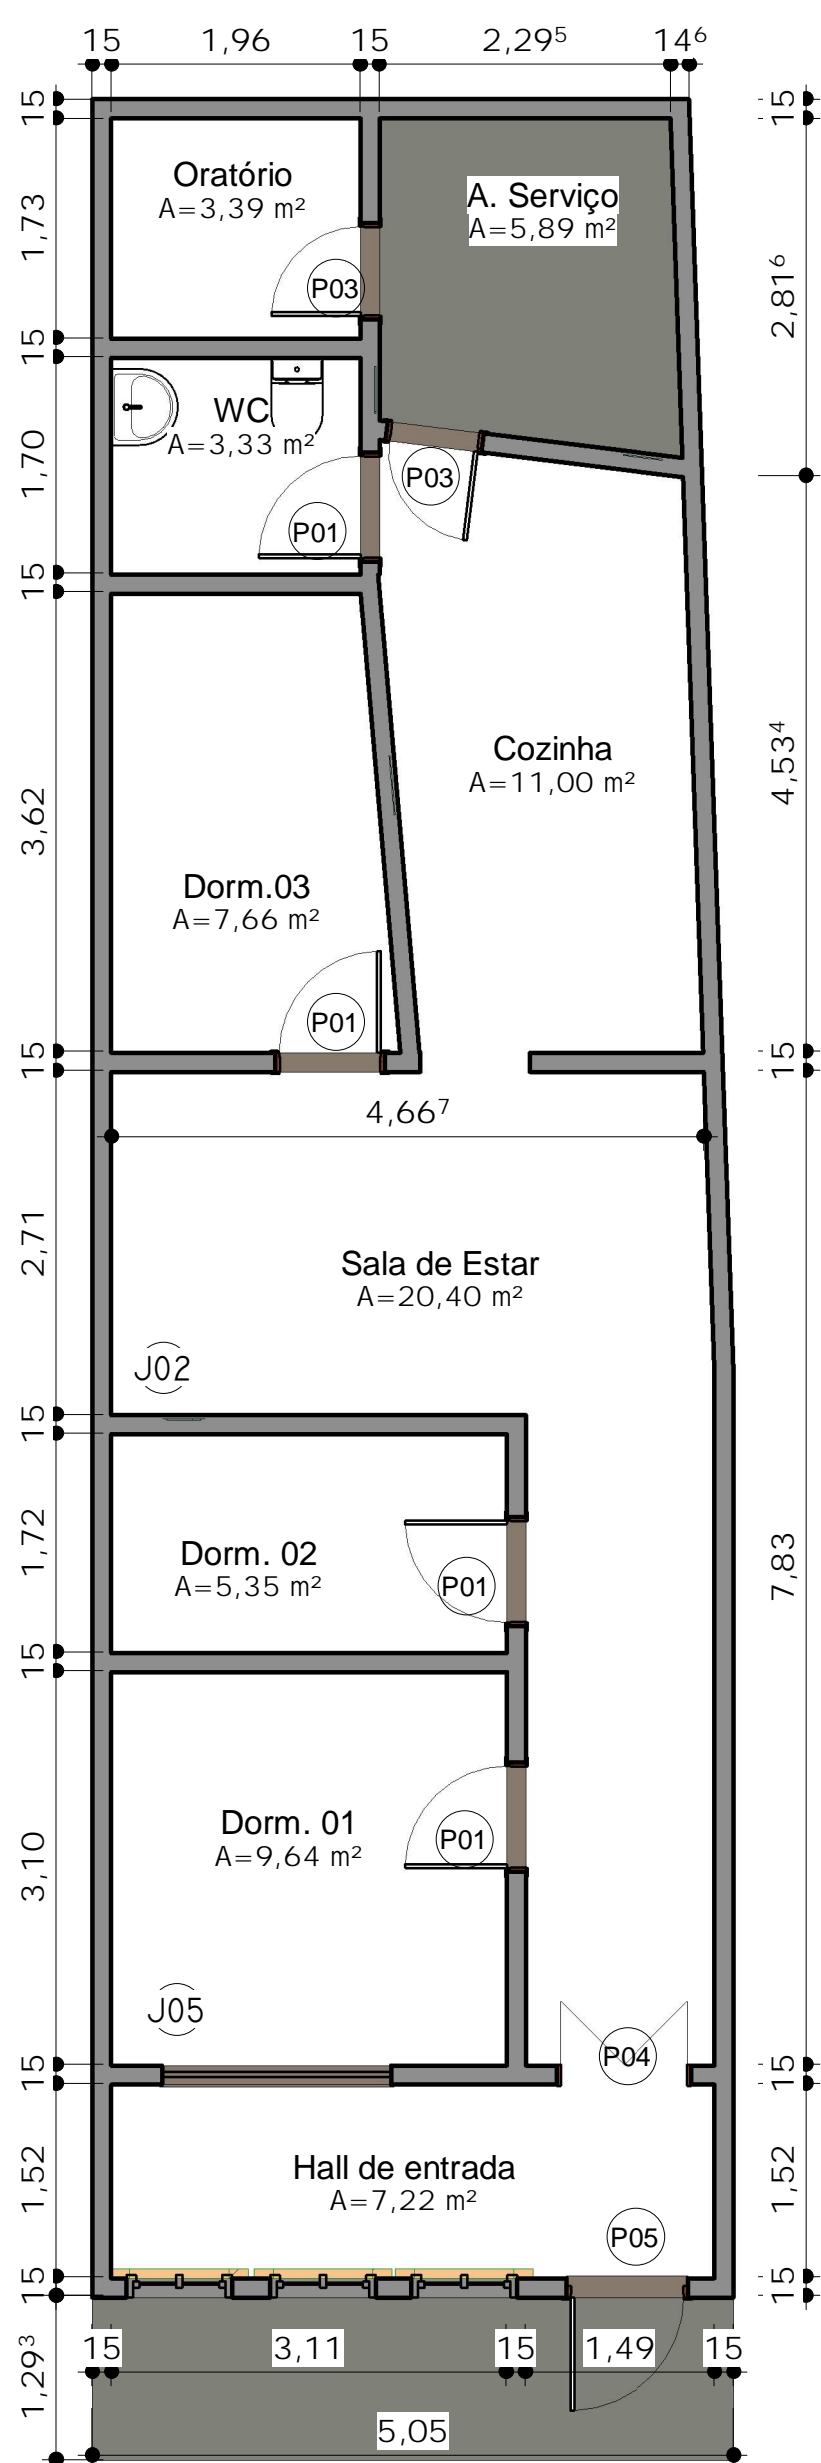 15 1,96 15 2,29⁵ 14⁶
15
15
Oratório
A=3,39 m²
A. Serviço
A=5,89 m²
1,73
2,81⁶
P03
15
WC
A=3,33 m²
1,70
P03
P01
15
Cozinha
A=11,00 m²
4,53⁴
3,62
Dorm.03
A=7,66 m²
P01
15
15
4,66⁷
2,71
Sala de Estar
A=20,40 m²
J02
15
1,72
Dorm. 02
A=5,35 m²
P01
7,83
15
Dorm. 01
A=9,64 m²
P01
3,10
J05
P04
15
15
1,52
Hall de entrada
A=7,22 m²
1,52
P05
15
15
1,29³
15 3,11 15 1,49 15
5,05